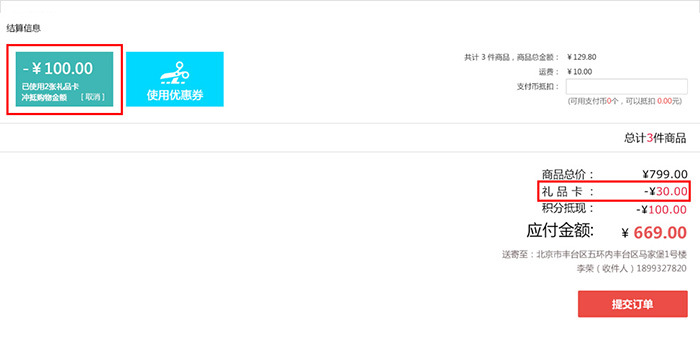 结算信息
-￥100.00
已使用2张礼品卡
冲抵购物金额 [ 取消 ]
使用优惠券
共计 3 件商品，商品总金额： ￥129.80
运费： ￥10.00
支付币抵扣：
(可用支付币0个，可以抵扣 0.00元)
总计3件商品
商品总价： ¥799.00
礼 品 卡 ： -¥30.00
积分抵现： -¥100.00
应付金额: ￥ 669.00
送寄至：北京市丰台区五环内丰台区马家堡1号楼
李荣（收件人）1899327820
提交订单